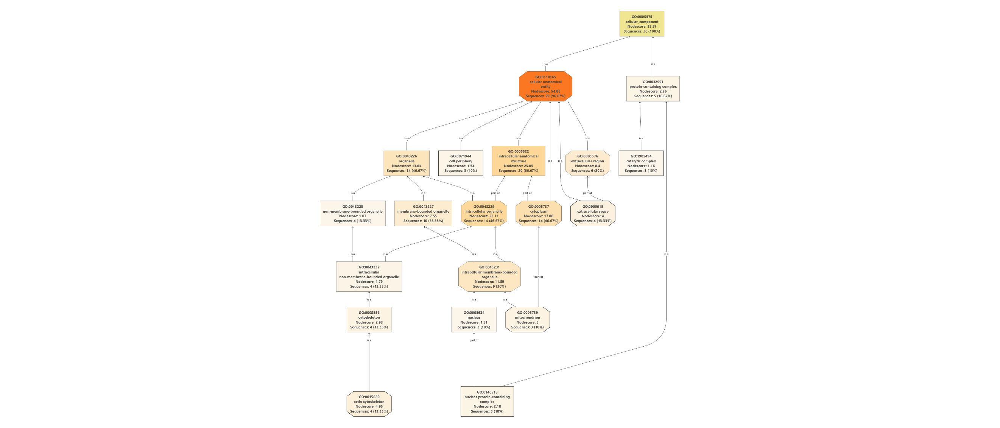 GO:0005575
cellular_component
Nodescore: 33.87
Sequences: 30 (100%)
is a
is a
GO:0110165
cellular anatomical
entity
Nodescore: 54.88
Sequences: 29 (96.67%)
GO:0032991
protein-containing complex
Nodescore: 2.26
Sequences: 5 (16.67%)
is a
is a
is a
is a
is a
GO:0043226
organelle
Nodescore: 13.63
Sequences: 14 (46.67%)
GO:0071944
cell periphery
Nodescore: 1.54
Sequences: 3 (10%)
GO:0005622
intracellular anatomical
structure
Nodescore: 23.05
Sequences: 20 (66.67%)
is a
is a
GO:0005576
extracellular region
Nodescore: 8.4
Sequences: 6 (20%)
GO:1902494
catalytic complex
Nodescore: 1.16
Sequences: 3 (10%)
is a
is a
is a
part of
part of
part of
GO:0043228
non-membrane-bounded organelle
Nodescore: 1.07
Sequences: 4 (13.33%)
GO:0043227
membrane-bounded organelle
Nodescore: 7.55
Sequences: 10 (33.33%)
GO:0043229
intracellular organelle
Nodescore: 22.11
Sequences: 14 (46.67%)
GO:0005737
cytoplasm
Nodescore: 17.08
Sequences: 14 (46.67%)
GO:0005615
extracellular space
Nodescore: 4
Sequences: 4 (13.33%)
is a
is a
is a
is a
is a
GO:0043232
intracellular
non-membrane-bounded organelle
Nodescore: 1.79
Sequences: 4 (13.33%)
GO:0043231
intracellular membrane-bounded
organelle
Nodescore: 11.59
Sequences: 9 (30%)
part of
is a
is a
is a
GO:0005856
cytoskeleton
Nodescore: 2.98
Sequences: 4 (13.33%)
GO:0005634
nucleus
Nodescore: 1.31
Sequences: 3 (10%)
GO:0005739
mitochondrion
Nodescore: 3
Sequences: 3 (10%)
is a
part of
GO:0015629
actin cytoskeleton
Nodescore: 4.96
Sequences: 4 (13.33%)
GO:0140513
nuclear protein-containing
complex
Nodescore: 2.18
Sequences: 3 (10%)